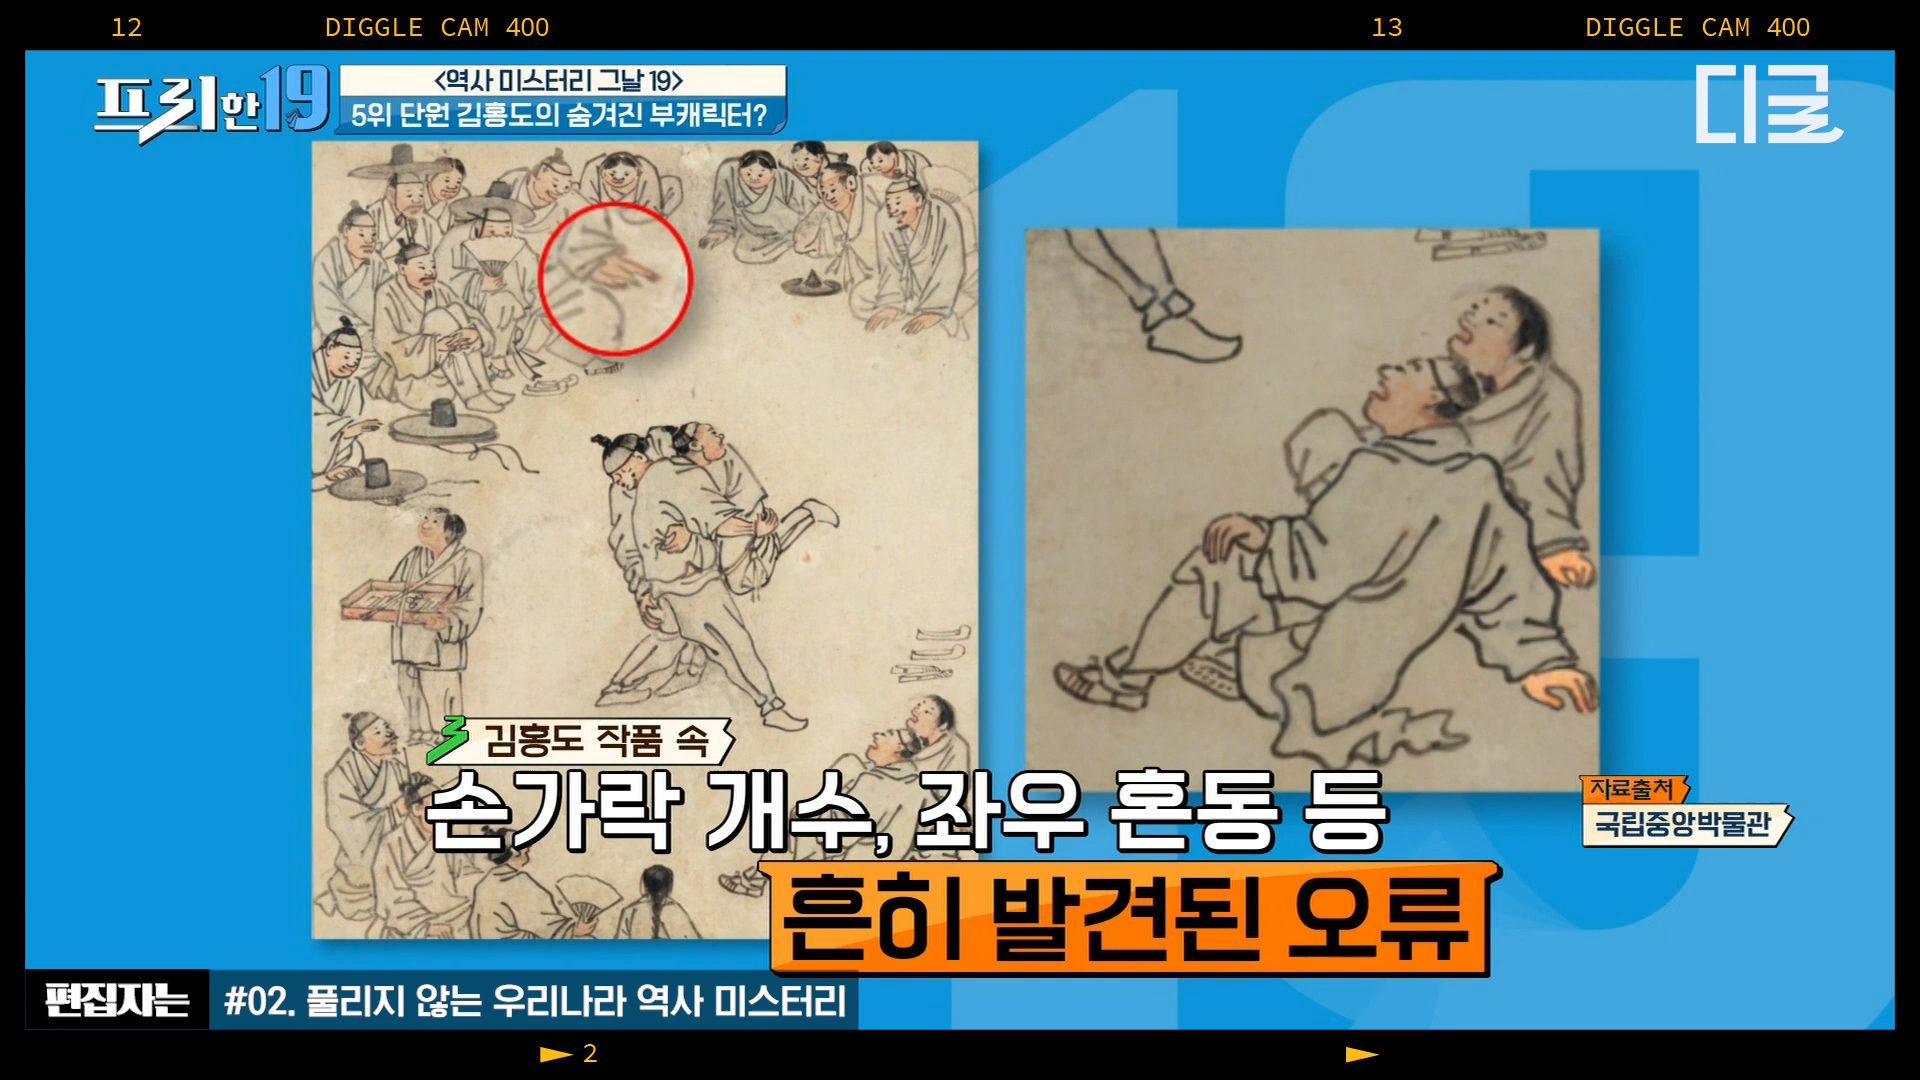 12 DIGGLE CAM 400 13 DIGGLE CAM 400
프리한19
<역사 미스터리 그날 19>
5위 단원 김홍도의 숨겨진 부캐릭터?
디글
김홍도 작품 속
손가락 개수, 좌우 혼동 등
흔히 발견된 오류
자료출처
국립중앙박물관
편집자는
#02. 풀리지 않는 우리나라 역사 미스터리
2